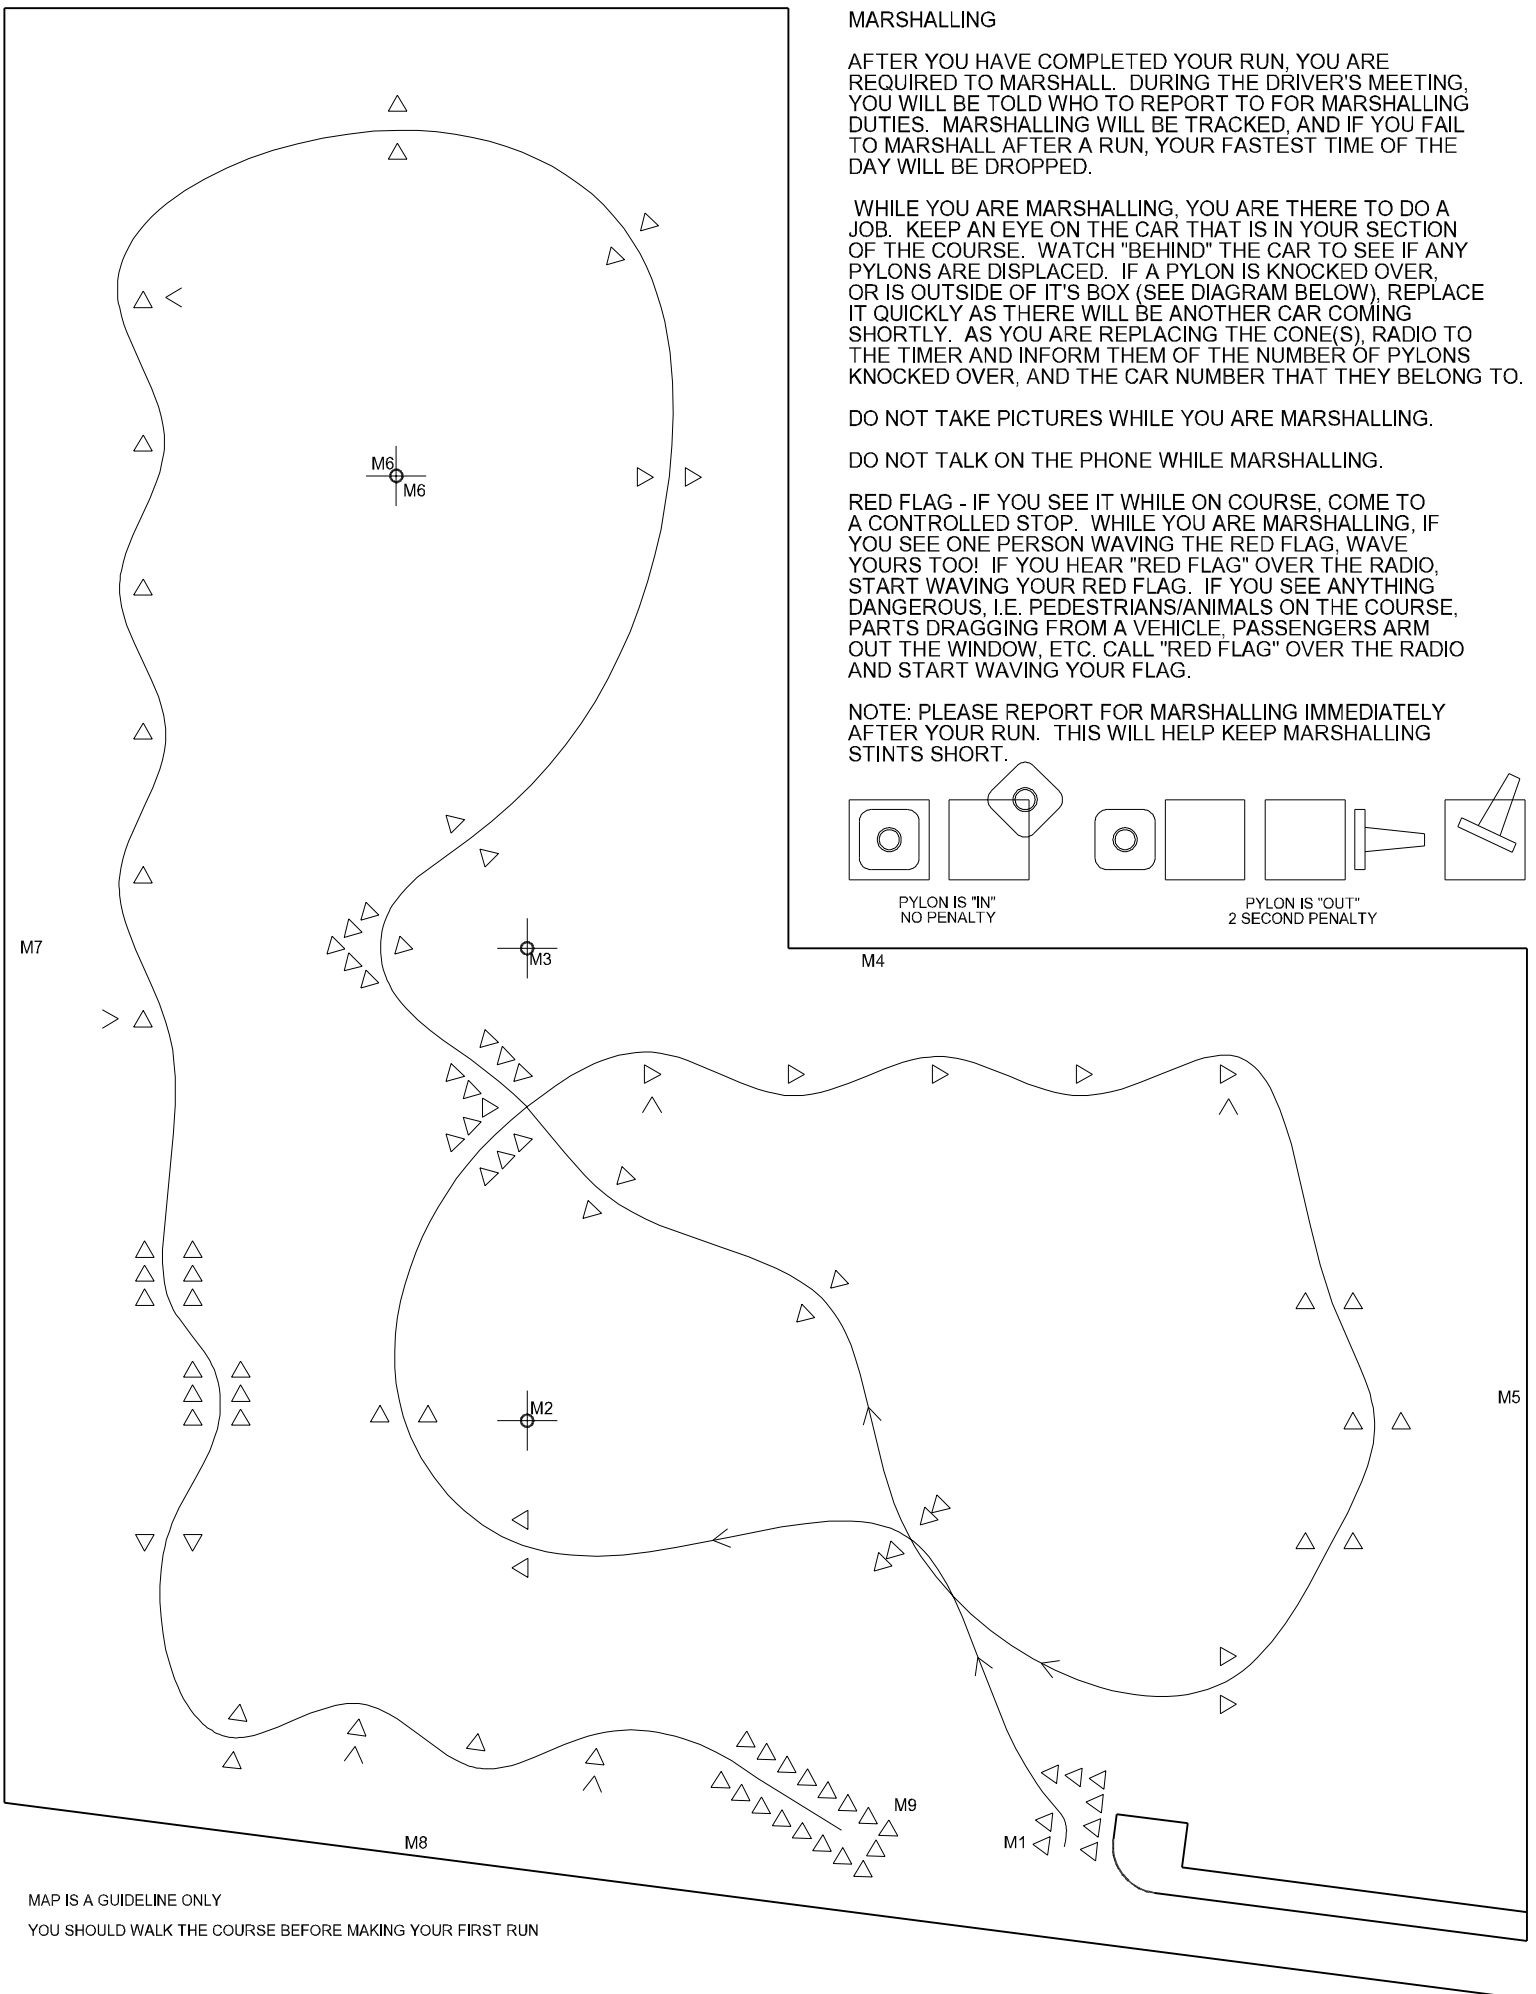 MARSHALLING
AFTER YOU HAVE COMPLETED YOUR RUN, YOU ARE
REQUIRED TO MARSHALL. DURING THE DRIVER'S MEETING,
YOU WILL BE TOLD WHO TO REPORT TO FOR MARSHALLING
DUTIES. MARSHALLING WILL BE TRACKED, AND IF YOU FAIL
TO MARSHALL AFTER A RUN, YOUR FASTEST TIME OF THE
DAY WILL BE DROPPED.
WHILE YOU ARE MARSHALLING, YOU ARE THERE TO DO A
JOB. KEEP AN EYE ON THE CAR THAT IS IN YOUR SECTION
OF THE COURSE. WATCH "BEHIND" THE CAR TO SEE IF ANY
PYLONS ARE DISPLACED. IF A PYLON IS KNOCKED OVER,
OR IS OUTSIDE OF IT'S BOX (SEE DIAGRAM BELOW), REPLACE
IT QUICKLY AS THERE WILL BE ANOTHER CAR COMING
SHORTLY. AS YOU ARE REPLACING THE CONE(S), RADIO TO
THE TIMER AND INFORM THEM OF THE NUMBER OF PYLONS
KNOCKED OVER, AND THE CAR NUMBER THAT THEY BELONG TO.
DO NOT TAKE PICTURES WHILE YOU ARE MARSHALLING.
DO NOT TALK ON THE PHONE WHILE MARSHALLING.
RED FLAG - IF YOU SEE IT WHILE ON COURSE, COME TO
A CONTROLLED STOP. WHILE YOU ARE MARSHALLING, IF
YOU SEE ONE PERSON WAVING THE RED FLAG, WAVE
YOURS TOO! IF YOU HEAR "RED FLAG" OVER THE RADIO,
START WAVING YOUR RED FLAG. IF YOU SEE ANYTHING
DANGEROUS, I.E. PEDESTRIANS/ANIMALS ON THE COURSE,
PARTS DRAGGING FROM A VEHICLE, PASSENGERS ARM
OUT THE WINDOW, ETC. CALL "RED FLAG" OVER THE RADIO
AND START WAVING YOUR FLAG.
NOTE: PLEASE REPORT FOR MARSHALLING IMMEDIATELY
AFTER YOUR RUN. THIS WILL HELP KEEP MARSHALLING
STINTS SHORT.
PYLON IS "IN"
NO PENALTY
PYLON IS "OUT"
2 SECOND PENALTY
M6
M6
M7
M3
M4
M2
M5
M9
M8
M1
MAP IS A GUIDELINE ONLY
YOU SHOULD WALK THE COURSE BEFORE MAKING YOUR FIRST RUN